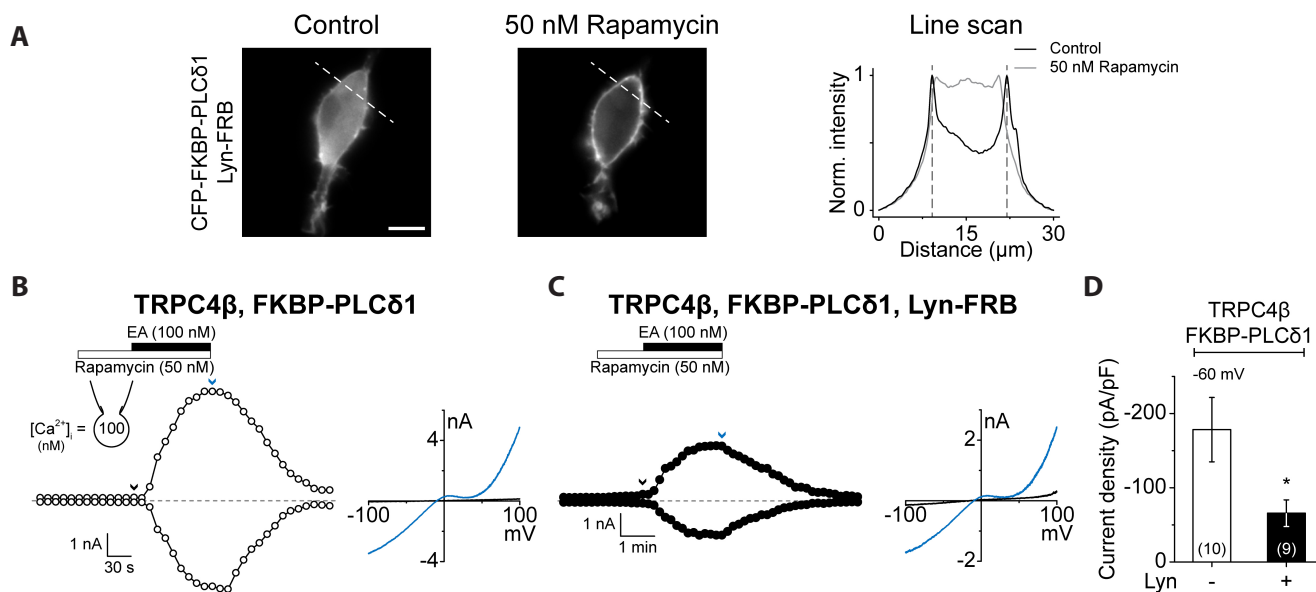 A
Control
50 nM Rapamycin
Line scan
CFP-FKBP-PLCδ1
Lyn-FRB
Control
50 nM Rapamycin
Norm. intensity
1
0
0
15
30
Distance (μm)
B
TRPC4β, FKBP-PLCδ1
EA (100 nM)
Rapamycin (50 nM)
[Ca²⁺]ᵢ =
(nM)
100
1 nA
30 s
nA
4
-100
100
mV
-4
C
TRPC4β, FKBP-PLCδ1, Lyn-FRB
EA (100 nM)
Rapamycin (50 nM)
1 nA
1 min
nA
2
-100
100
mV
-2
D
TRPC4β
FKBP-PLCδ1
-60 mV
Current density (pA/pF)
-200
-100
0
*
(10)
(9)
Lyn - +